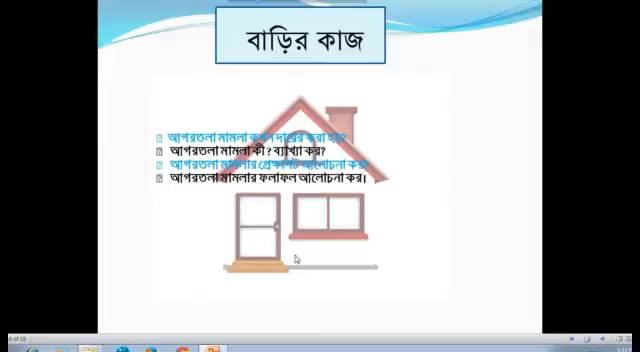 বাড়ির কাজ
আগরতলা মামলা কখন দায়ের করা হয়?
আগরতলা মামলা কী? ব্যাখ্যা কর?
আগরতলা মামলার প্রেক্ষাপট আলোচনা কর?
আগরতলা মামলার ফলাফল আলোচনা কর।